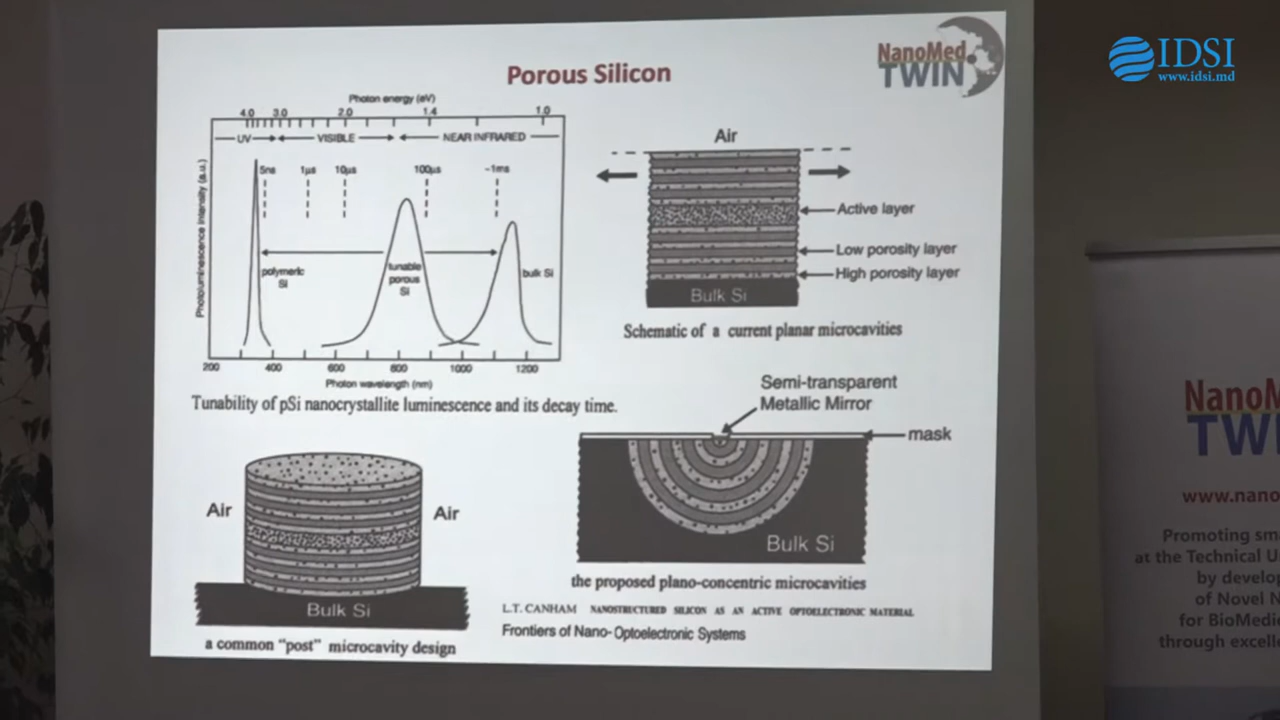 IDSI
www.idsi.md
NanoMed
TWIN
Porous Silicon
Photon energy (eV)
4.0 3.0 2.0 1.4 1.0
UV VISIBLE NEAR INFRARED
5ns 1µs 10µs 100µs ~1ms
polymeric
Si
tunable
porous
Si
bulk Si
Photoluminescence intensity (a.u.)
200 400 600 800 1000 1200
Photon wavelength (nm)
Tunability of pSi nanocrystallite luminescence and its decay time.
Air
Active layer
Low porosity layer
High porosity layer
Bulk Si
Schematic of a current planar microcavities
Air
Air
Bulk Si
a common "post" microcavity design
Semi-transparent
Metallic Mirror
mask
Bulk Si
the proposed plano-concentric microcavities
L.T. CANHAM NANOSTRUCTURED SILICON AS AN ACTIVE OPTOELECTRONIC MATERIAL
Frontiers of Nano-Optoelectronic Systems
NanoM
TWI
www.nano
Promoting sm
at the Technical U
by develop
of Novel N
for BioMedic
through excelle